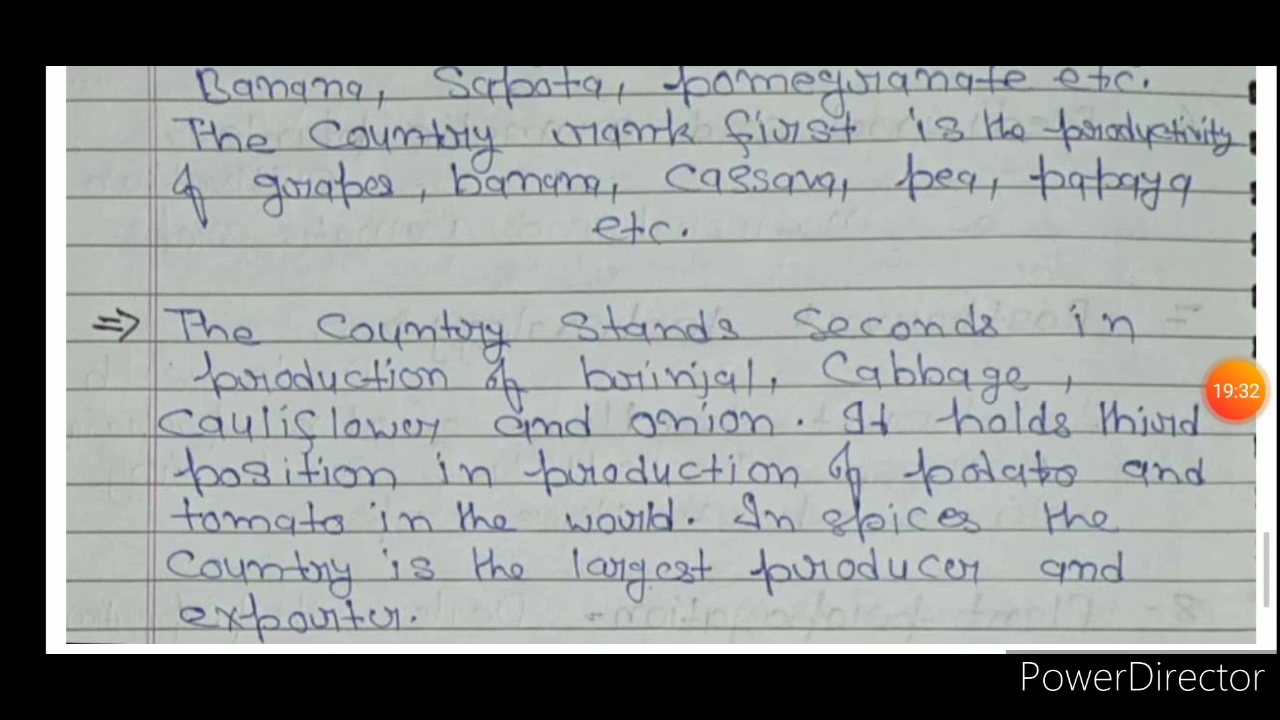 Banana, Sapota, pomegranate etc.
The Country rank first is the productivity
of grapes, banana, Cassava, pea, papaya
etc.
⇒ The Country Stands Seconds in
production of brinjal, Cabbage,
Cauliflower and onion. It holds third
position in production of potato and
tomato in the world. In spices the
Country is the largest producer and
exporter.
19:32
PowerDirector